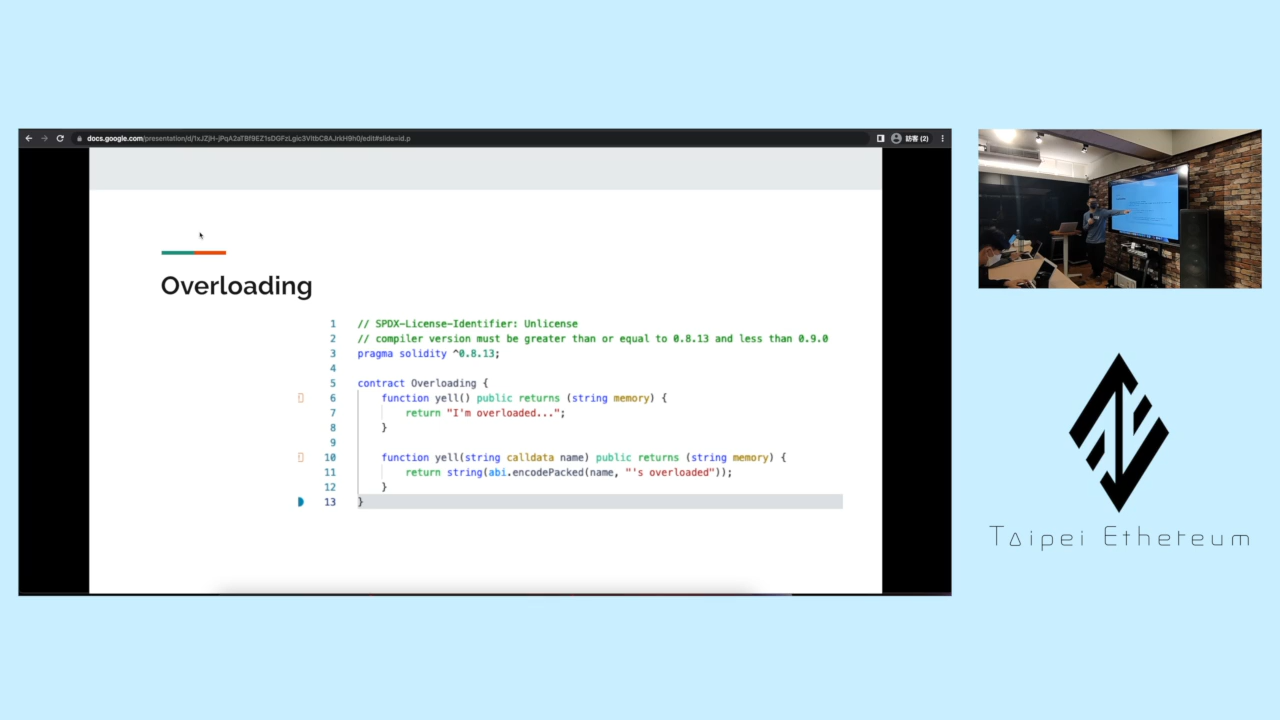 docs.google.com/presentation/d/1xJZjH-jPqA2aTBf9EZ1sDGFzLgic3VltbC8AJrkH9h0/edit#slide=id.p
訪客 (2)
Overloading
1 // SPDX-License-Identifier: Unlicense
2 // compiler version must be greater than or equal to 0.8.13 and less than 0.9.0
3 pragma solidity ^0.8.13;
4
5 contract Overloading {
6 function yell() public returns (string memory) {
7 return "I'm overloaded...";
8 }
9
10 function yell(string calldata name) public returns (string memory) {
11 return string(abi.encodePacked(name, "'s overloaded"));
12 }
13 }
Taipei Ethereum